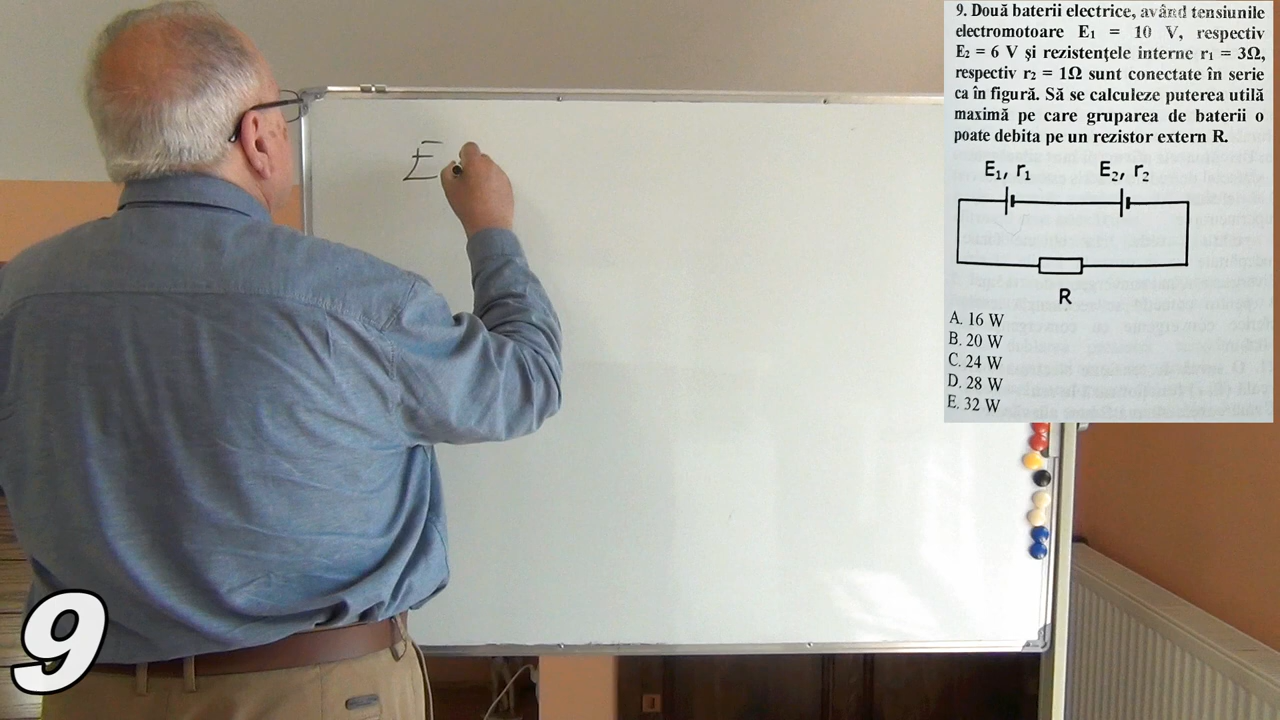 9. Două baterii electrice, având tensiunile
electromotoare E₁ = 10 V, respectiv
E₂ = 6 V și rezistențele interne r₁ = 3Ω,
respectiv r₂ = 1Ω sunt conectate în serie
ca în figură. Să se calculeze puterea utilă
maximă pe care gruparea de baterii o
poate debita pe un rezistor extern R.
E₁, r₁ E₂, r₂
R
A. 16 W
B. 20 W
C. 24 W
D. 28 W
E. 32 W
E
9